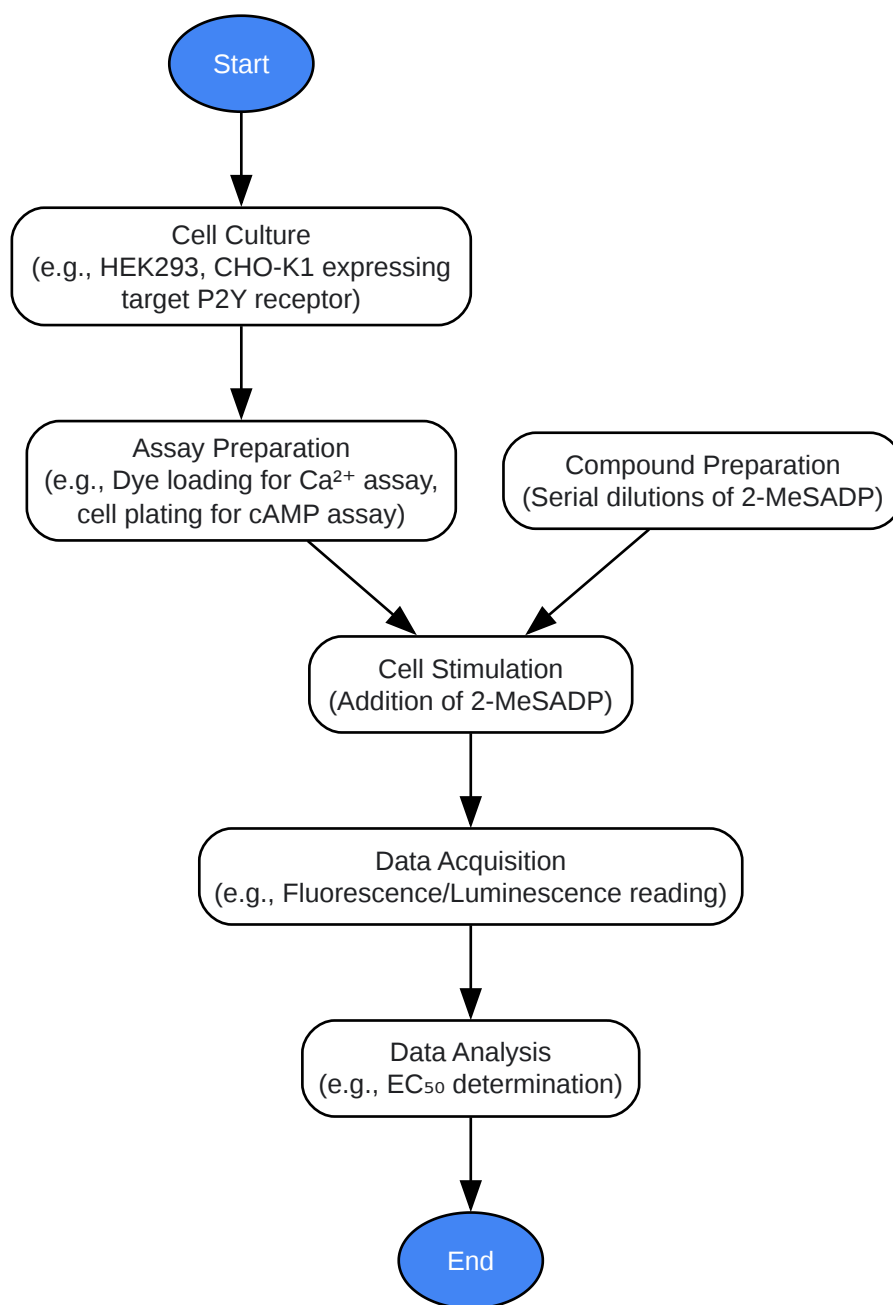 Start
Cell Culture
(e.g., HEK293, CHO-K1 expressing
target P2Y receptor)
Assay Preparation
(e.g., Dye loading for Ca²⁺ assay,
cell plating for cAMP assay)
Compound Preparation
(Serial dilutions of 2-MeSADP)
Cell Stimulation
(Addition of 2-MeSADP)
Data Acquisition
(e.g., Fluorescence/Luminescence reading)
Data Analysis
(e.g., EC₅₀ determination)
End